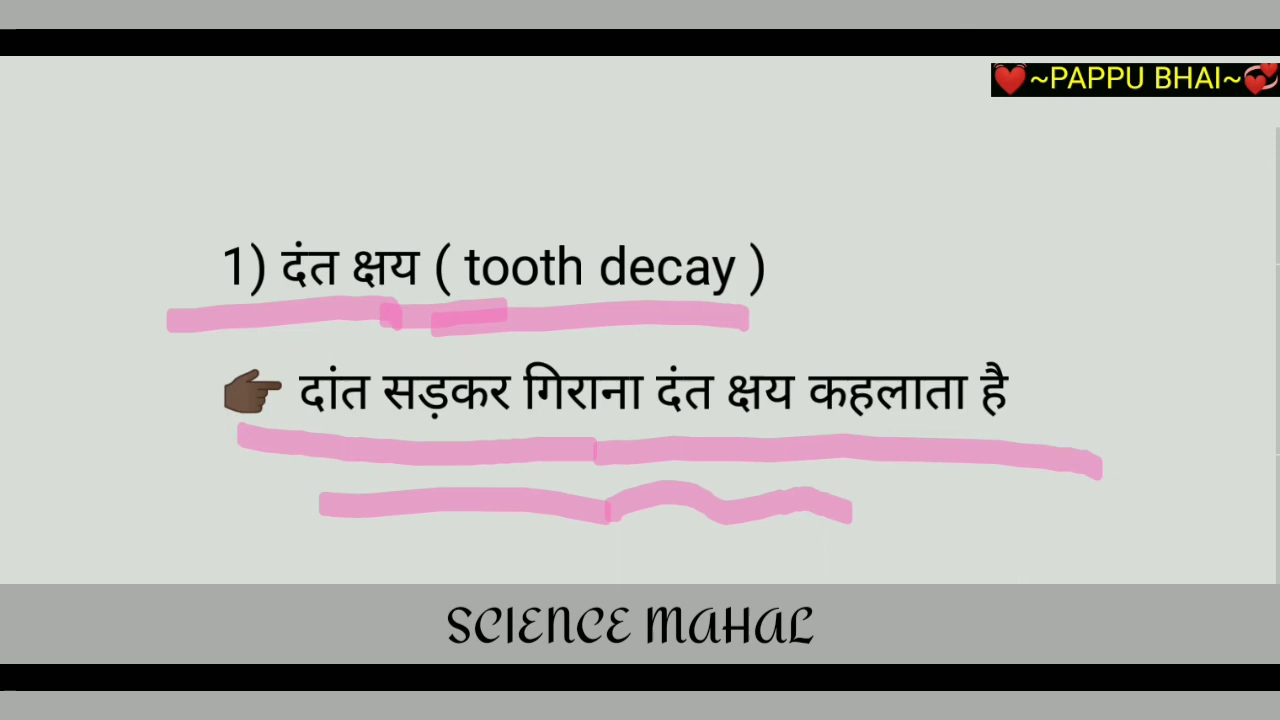 ❤️~PAPPU BHAI~💞
1) दंत क्षय ( tooth decay )
👉🏿 दांत सड़कर गिराना दंत क्षय कहलाता है
SCIENCE MAHAL